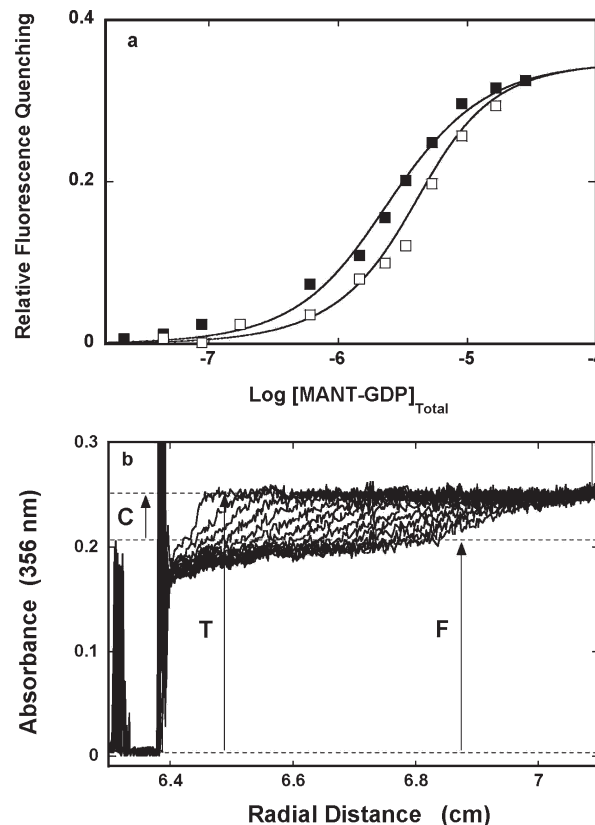 a
Relative Fluorescence Quenching
0.4
0.2
0
-7
-6
-5
-4
Log [MANT-GDP]Total
b
Absorbance (356 nm)
0.3
0.2
0.1
0
C
T
F
6.4
6.6
6.8
7
Radial Distance (cm)